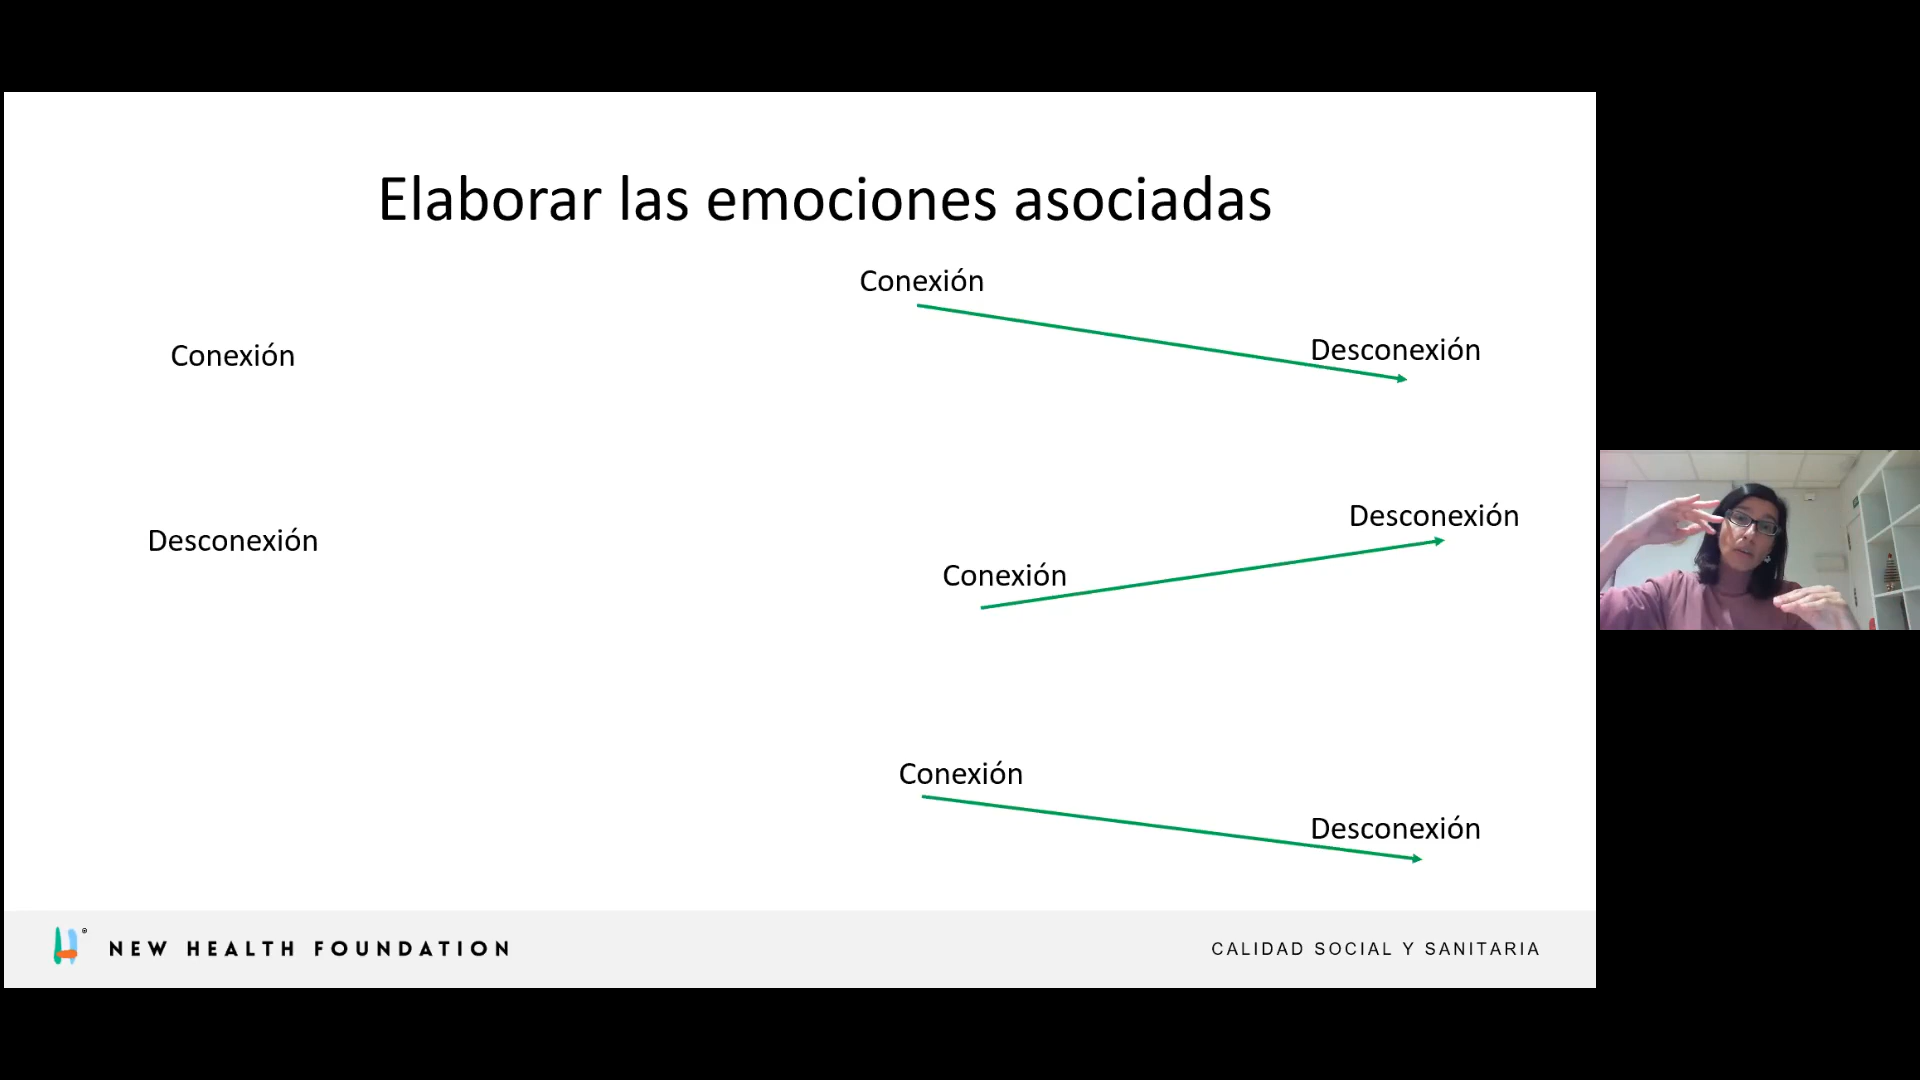 Elaborar las emociones asociadas
Conexión
Desconexión
Conexión
Desconexión
Conexión
Desconexión
Conexión
Desconexión
NEW HEALTH FOUNDATION
CALIDAD SOCIAL Y SANITARIA